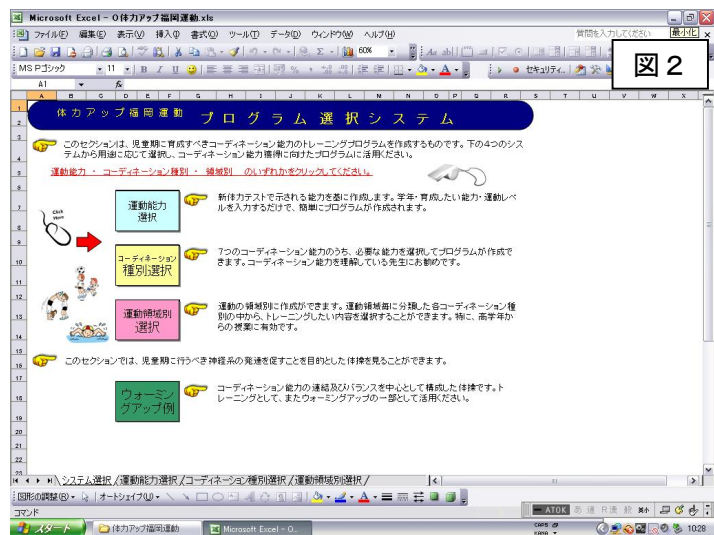 Microsoft Excel - O体力アップ福岡運動.xls
ファイル(F) 編集(E) 表示(V) 挿入(I) 書式(O) ツール(T) データ(D) ウィンドウ(W) ヘルプ(H)
質問を入力してください
最小化
60%
図2
MS Pゴシック 11 B I U
セキュリティ...
A1 fx
A B C D E F G H I J K L M N O P Q R S T U V W X
体力アップ福岡運動 プログラム選択システム
このセクションは、児童期に育成すべきコーディネーション能力のトレーニングプログラムを作成するものです。下の4つのシス
テムから用途に応じて選択し、コーディネーション能力獲得に向けたプログラムに活用ください。
運動能力 ・ コーディネーション種別 ・ 領域別 のいずれかをクリックしてください。
運動能力
選択
新体力テストで示される能力を基に作成します。学年・育成したい能力・運動レベ
ルを入力するだけで、簡単にプログラムが作成されます。
Click
Here
コーディネーション
種別選択
7つのコーディネーション能力のうち、必要な能力を選択してプログラムが作成で
きます。コーディネーション能力を理解している先生にお勧めです。
運動領域別
選択
運動の領域別に作成ができます。運動領域毎に分類した各コーディネーション種
別の中から、トレーニングしたい内容を選択することができます。特に、高学年か
らの授業に有効です。
このセクションでは、児童期に行うべき神経系の発達を促すことを目的とした体操を見ることができます。
ウォーミン
グアップ例
コーディネーション能力の連結及びバランスを中心として構成した体操です。ト
レーニングとして、またウォーミングアップの一部として活用ください。
システム選択 / 運動能力選択 / コーディネーション種別選択 / 運動領域別選択 /
図形の調整(R) オートシェイプ(U)
コマンド
ATOK
CAPS
KANA
スタート 体力アップ福岡運動 Microsoft Excel - O...
10:28